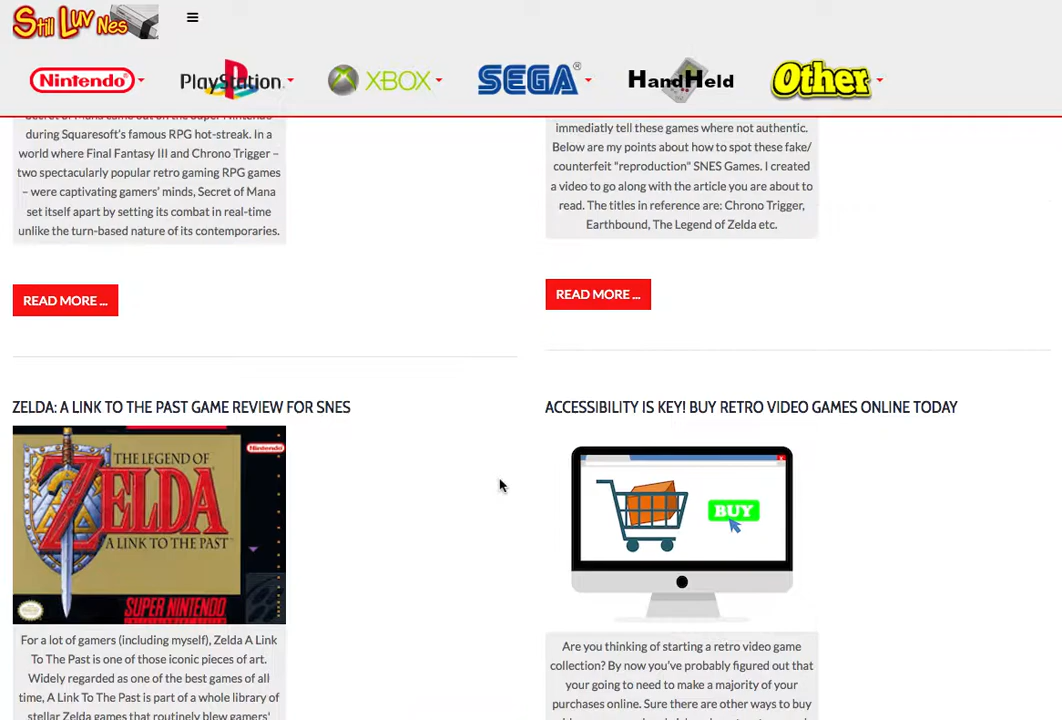 Still Luv Nes
Nintendo
PlayStation
XBOX
SEGA
HandHeld
Other
Secret of Mana came out on the Super Nintendo
during Squaresoft's famous RPG hot-streak. In a
world where Final Fantasy III and Chrono Trigger –
two spectacularly popular retro gaming RPG games
– were captivating gamers' minds, Secret of Mana
set itself apart by setting its combat in real-time
unlike the turn-based nature of its contemporaries.
READ MORE ...
immediatly tell these games where not authentic.
Below are my points about how to spot these fake/
counterfeit "reproduction" SNES Games. I created
a video to go along with the article you are about to
read. The titles in reference are: Chrono Trigger,
Earthbound, The Legend of Zelda etc.
READ MORE ...
ZELDA: A LINK TO THE PAST GAME REVIEW FOR SNES
Nintendo
THE LEGEND OF
ZELDA
A LINK TO THE PAST
SUPER NINTENDO
For a lot of gamers (including myself), Zelda A Link
To The Past is one of those iconic pieces of art.
Widely regarded as one of the best games of all
time, A Link To The Past is part of a whole library of
stellar Zelda games that routinely blew gamers'
ACCESSIBILITY IS KEY! BUY RETRO VIDEO GAMES ONLINE TODAY
BUY
Are you thinking of starting a retro video game
collection? By now you've probably figured out that
your going to need to make a majority of your
purchases online. Sure there are other ways to buy